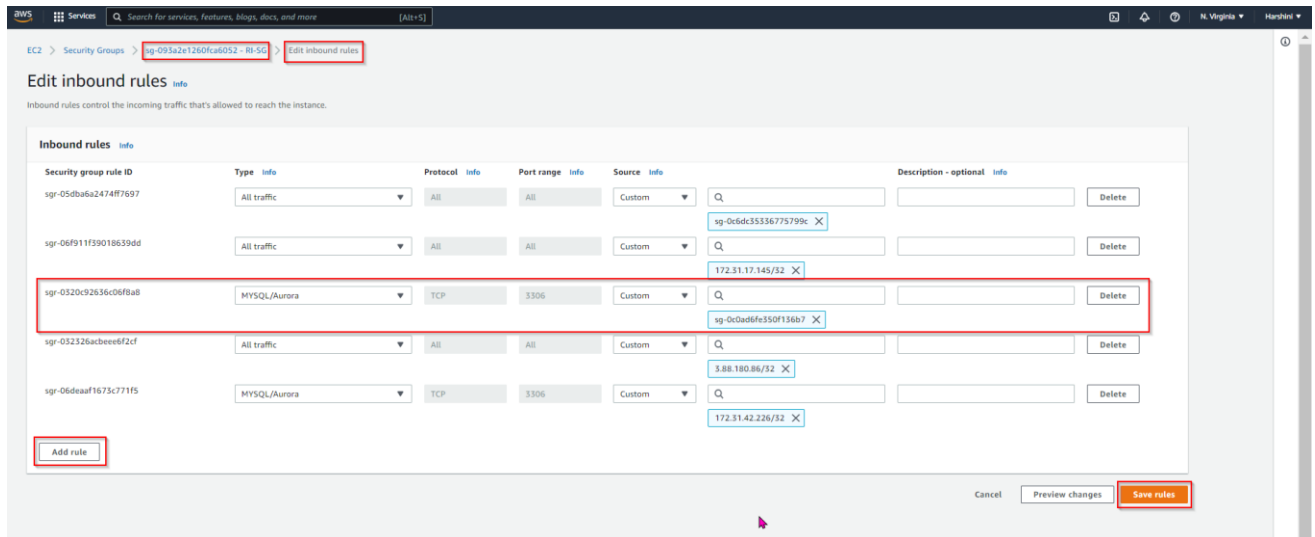 aws Services Search for services, features, blogs, docs, and more [Alt+S] N. Virginia ▼ Harshini ▼
EC2 > Security Groups > sg-093a2e1260fca6052 - RI-SG > Edit inbound rules
Edit inbound rules Info
Inbound rules control the incoming traffic that's allowed to reach the instance.
Inbound rules Info
Security group rule ID Type Info Protocol Info Port range Info Source Info Description - optional Info
sgr-05dba6a2474ff7697 All traffic ▼ All All Custom ▼ Delete
sg-0c6dc35336775799c X
sgr-06f911f39018639dd All traffic ▼ All All Custom ▼ Delete
172.31.17.145/32 X
sgr-0320c92636c06f8a8 MYSQL/Aurora ▼ TCP 3306 Custom ▼ Delete
sg-0c0ad6fe350f136b7 X
sgr-032326acbeee6f2cf All traffic ▼ All All Custom ▼ Delete
3.88.180.86/32 X
sgr-06deaaf1673c771f5 MYSQL/Aurora ▼ TCP 3306 Custom ▼ Delete
172.31.42.226/32 X
Add rule
Cancel Preview changes Save rules